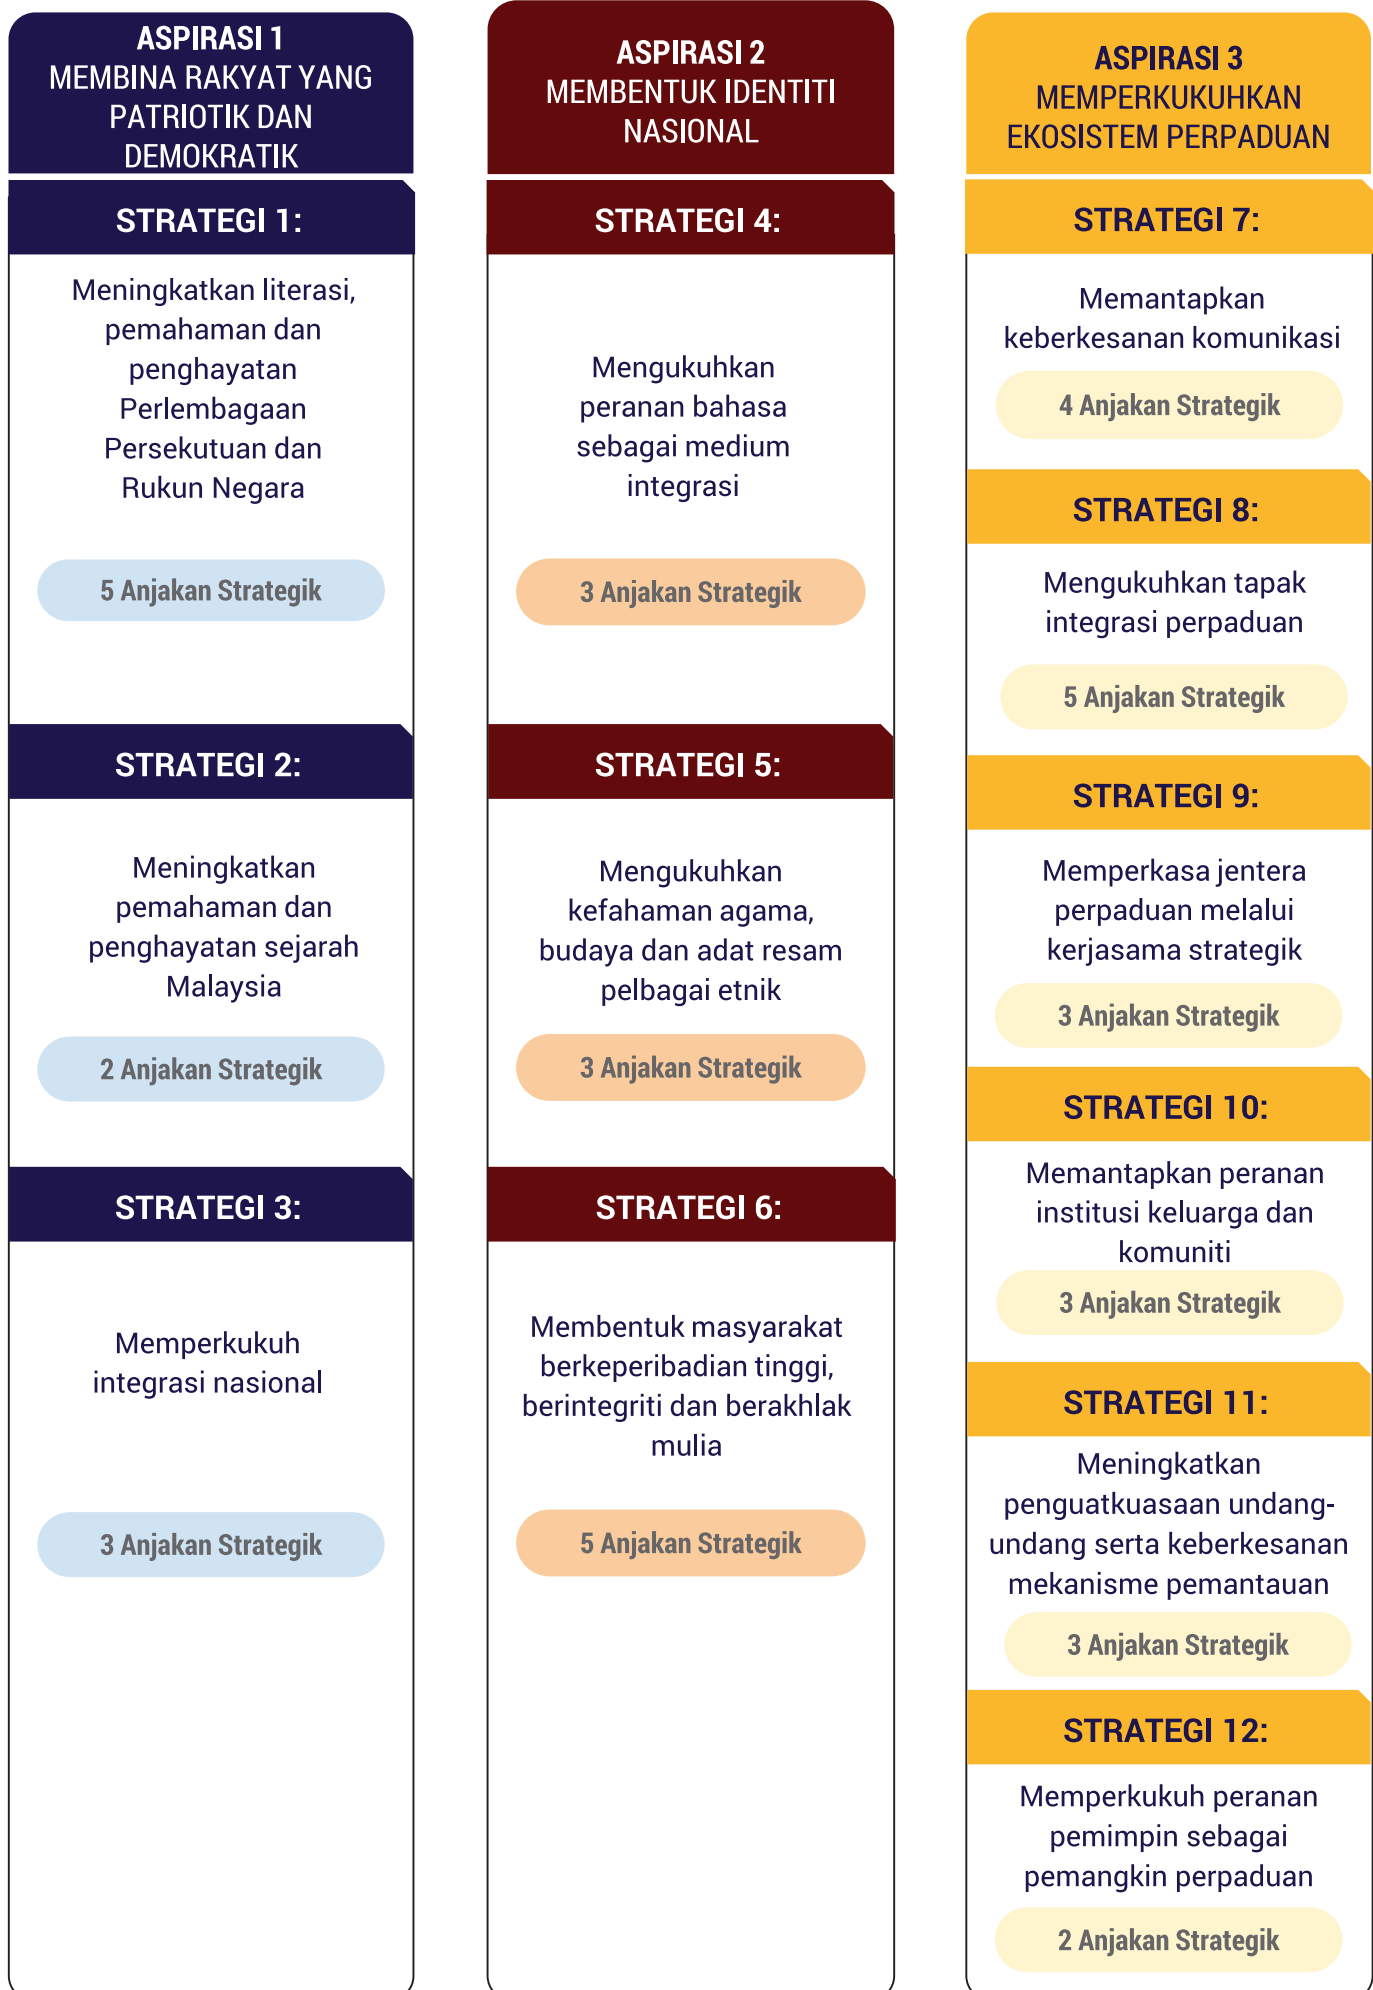 ASPIRASI 1
MEMBINA RAKYAT YANG
PATRIOTIK DAN
DEMOKRATIK
STRATEGI 1:
Meningkatkan literasi,
pemahaman dan
penghayatan
Perlembagaan
Persekutuan dan
Rukun Negara
5 Anjakan Strategik
STRATEGI 2:
Meningkatkan
pemahaman dan
penghayatan sejarah
Malaysia
2 Anjakan Strategik
STRATEGI 3:
Memperkukuh
integrasi nasional
3 Anjakan Strategik
ASPIRASI 2
MEMBENTUK IDENTITI
NASIONAL
STRATEGI 4:
Mengukuhkan
peranan bahasa
sebagai medium
integrasi
3 Anjakan Strategik
STRATEGI 5:
Mengukuhkan
kefahaman agama,
budaya dan adat resam
pelbagai etnik
3 Anjakan Strategik
STRATEGI 6:
Membentuk masyarakat
berkeperibadian tinggi,
berintegriti dan berakhlak
mulia
5 Anjakan Strategik
ASPIRASI 3
MEMPERKUKUHKAN
EKOSISTEM PERPADUAN
STRATEGI 7:
Memantapkan
keberkesanan komunikasi
4 Anjakan Strategik
STRATEGI 8:
Mengukuhkan tapak
integrasi perpaduan
5 Anjakan Strategik
STRATEGI 9:
Memperkasa jentera
perpaduan melalui
kerjasama strategik
3 Anjakan Strategik
STRATEGI 10:
Memantapkan peranan
institusi keluarga dan
komuniti
3 Anjakan Strategik
STRATEGI 11:
Meningkatkan
penguatkuasaan undang-
undang serta keberkesanan
mekanisme pemantauan
3 Anjakan Strategik
STRATEGI 12:
Memperkukuh peranan
pemimpin sebagai
pemangkin perpaduan
2 Anjakan Strategik